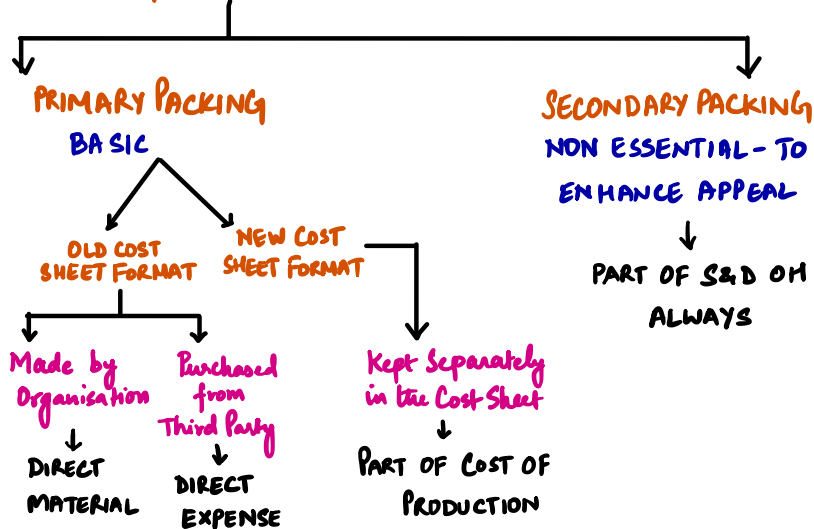 PRIMARY PACKING
BASIC
SECONDARY PACKING
NON ESSENTIAL - TO
ENHANCE APPEAL
PART OF S&D OH
ALWAYS
OLD COST
SHEET FORMAT
NEW COST
SHEET FORMAT
Made by
Organisation
DIRECT
MATERIAL
Purchased
from
Third Party
DIRECT
EXPENSE
Kept Separately
in the Cost Sheet
PART OF COST OF
PRODUCTION